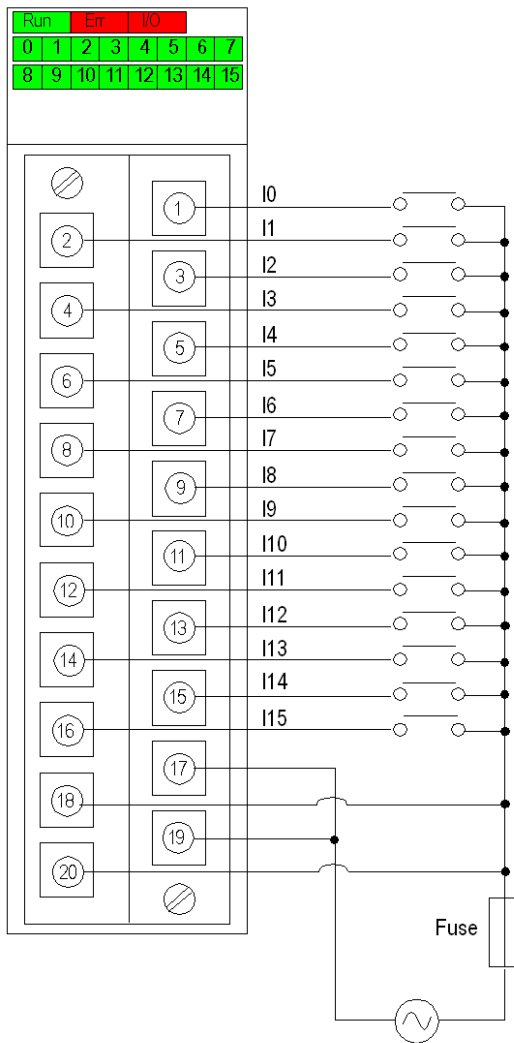 Run Err I/O
0 1 2 3 4 5 6 7
8 9 10 11 12 13 14 15
1 I0
2 I1
3 I2
4 I3
5 I4
6 I5
7 I6
8 I7
9 I8
10 I9
11 I10
12 I11
13 I12
14 I13
15 I14
16 I15
17
18
19
20
Fuse